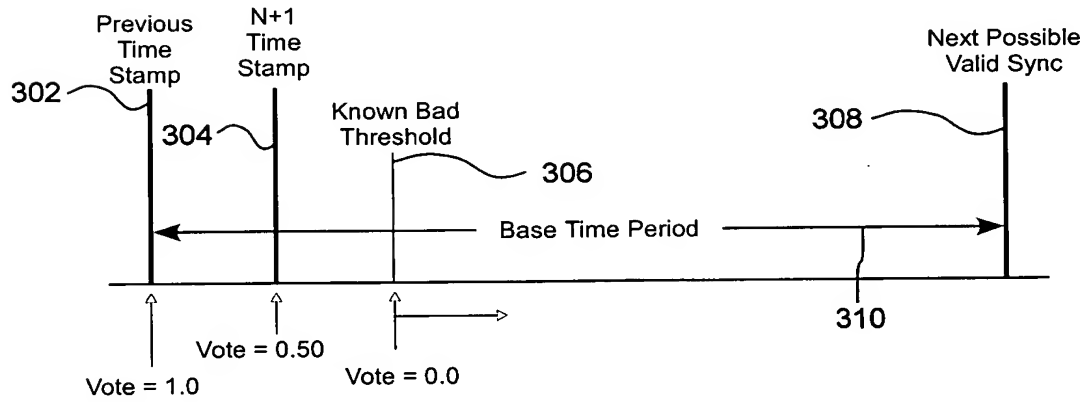 Previous
Time
Stamp
N+1
Time
Stamp
Next Possible
Valid Sync
302
304
Known Bad
Threshold
306
308
Base Time Period
310
Vote = 1.0
Vote = 0.50
Vote = 0.0